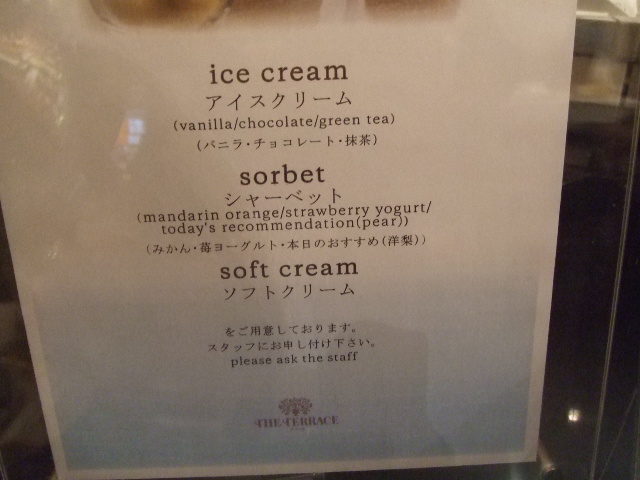 ice cream
アイスクリーム
(vanilla/chocolate/green tea)
(バニラ・チョコレート・抹茶)
sorbet
シャーベット
(mandarin orange/strawberry yogurt/
today's recommendation(pear))
(みかん・苺ヨーグルト・本日のおすすめ(洋梨))
soft cream
ソフトクリーム
をご用意しております。
スタッフにお申し付け下さい。
please ask the staff
THE TERRACE